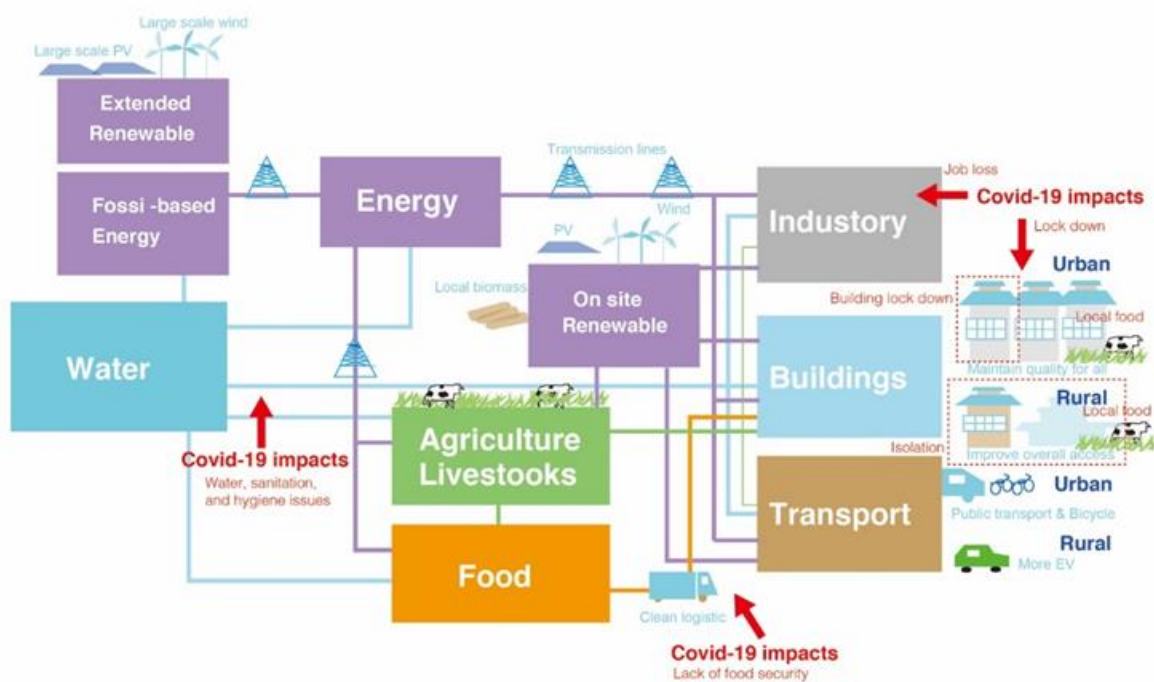 Large scale wind
Large scale PV
Extended
Renewable
Fossi -based
Energy
Energy
Transmission lines
Wind
PV
Local biomass
On site
Renewable
Water
Covid-19 impacts
Water, sanitation,
and hygiene issues
Agriculture
Livestooks
Food
Clean logistic
Covid-19 impacts
Lack of food security
Industory
Buildings
Transport
Job loss
Covid-19 impacts
Lock down
Urban
Building lock down
Local food
Maintain quality for all
Rural
Local food
Isolation
Improve overall access
Urban
Public transport & Bicycle
Rural
More EV